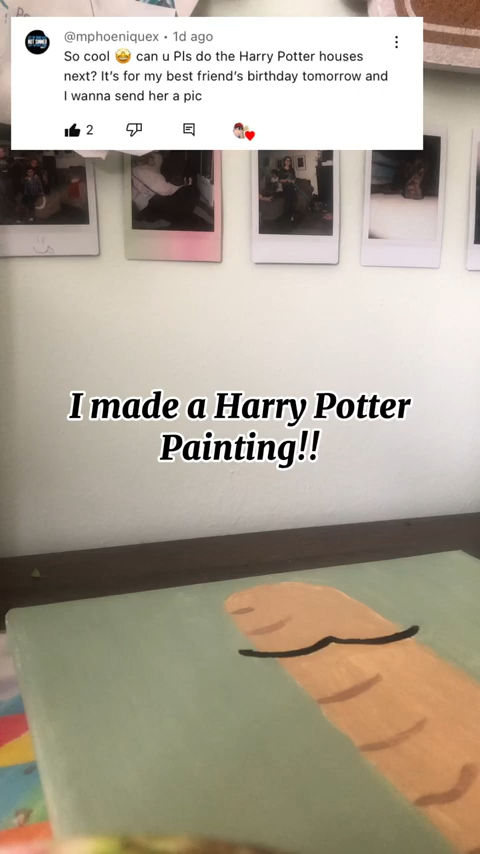 @mphoeniquex • 1d ago
So cool 🤩 can u Pls do the Harry Potter houses
next? It's for my best friend's birthday tomorrow and
I wanna send her a pic
2
I made a Harry Potter
Painting!!